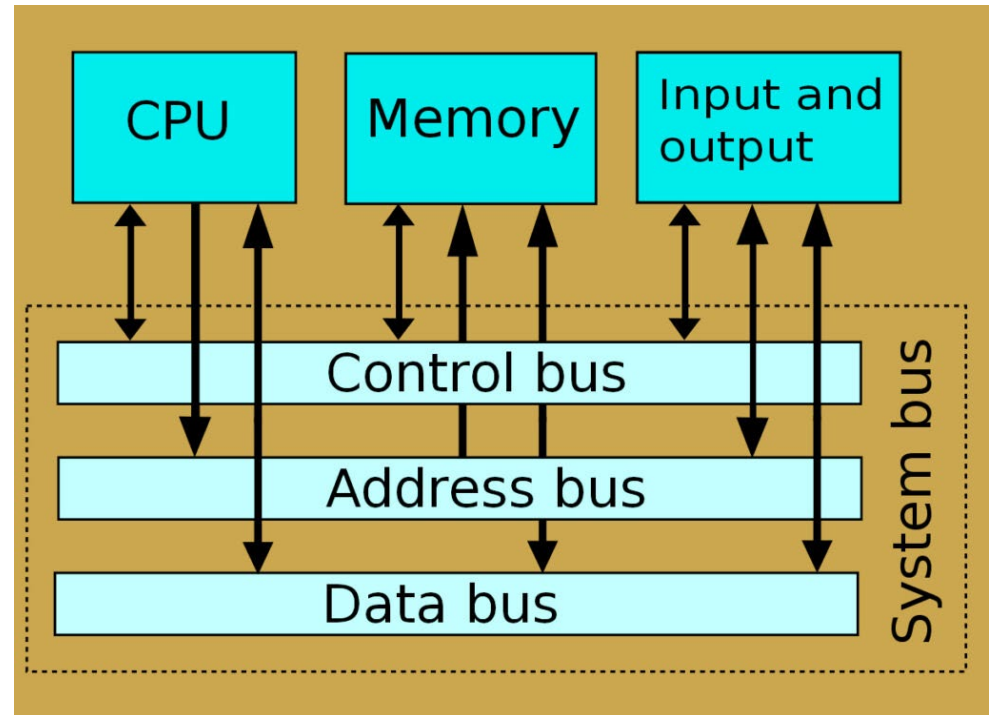 CPU
Memory
Input and
output
Control bus
Address bus
Data bus
System bus